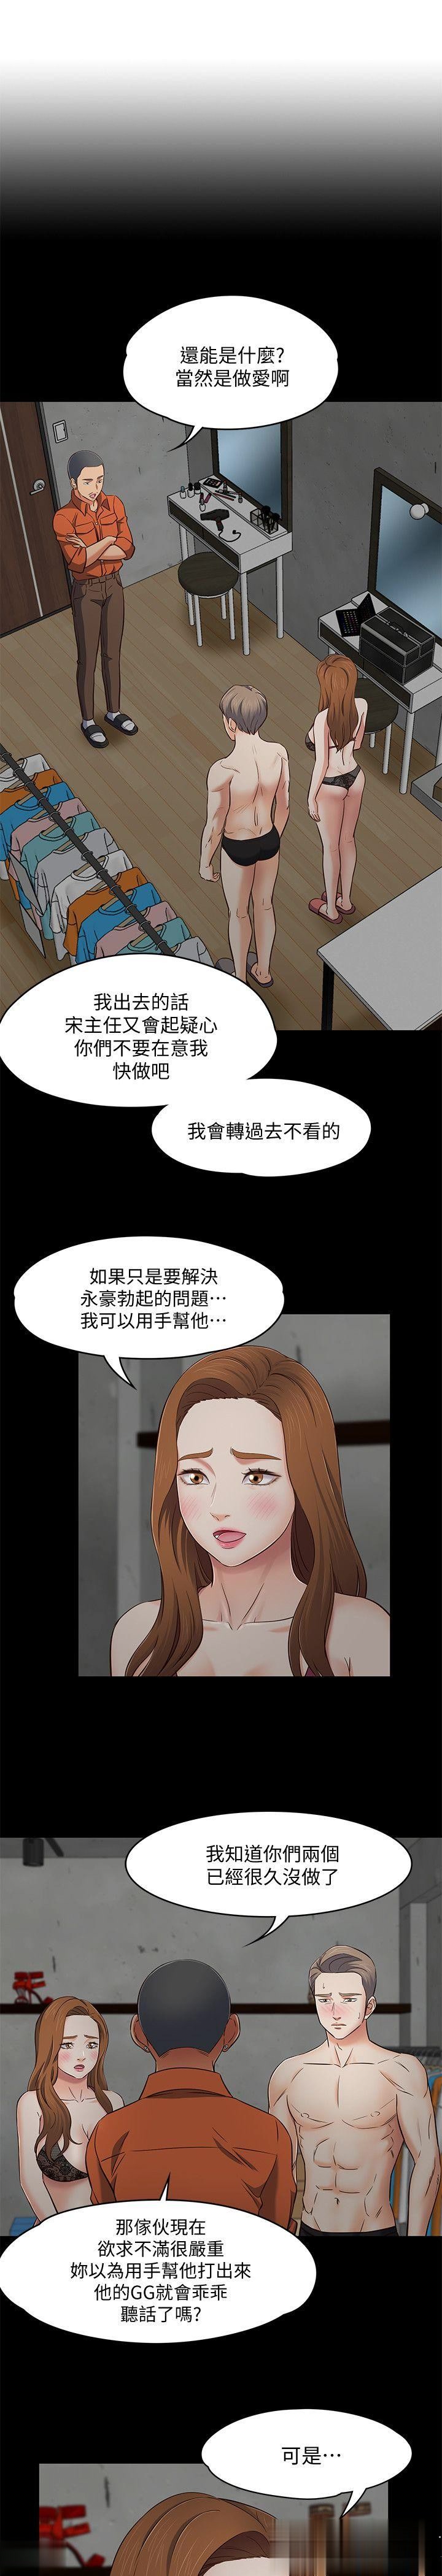 還能是什麼?
當然是做愛啊
我出去的話
宋主任又會起疑心
你們不要在意我
快做吧
我會轉過去不看的
如果只是要解決
永豪勃起的問題…
我可以用手幫他…
我知道你們兩個
已經很久沒做了
那傢伙現在
欲求不滿很嚴重
妳以為用手幫他打出來
他的GG就會乖乖
聽話了嗎?
可是…